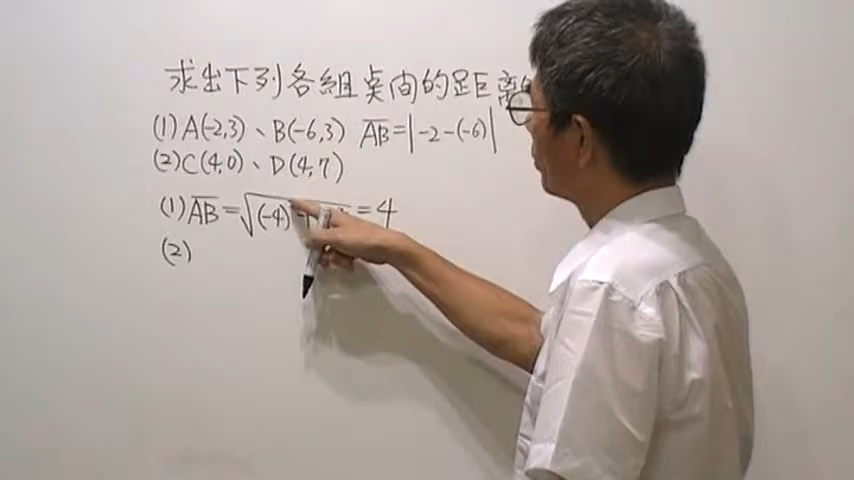 求出下列各組點間的距離
(1) A(-2,3)、B(-6,3) AB=|-2-(-6)|
(2) C(4,0)、D(4,7)
(1) AB=√(-4)² = 4
(2)